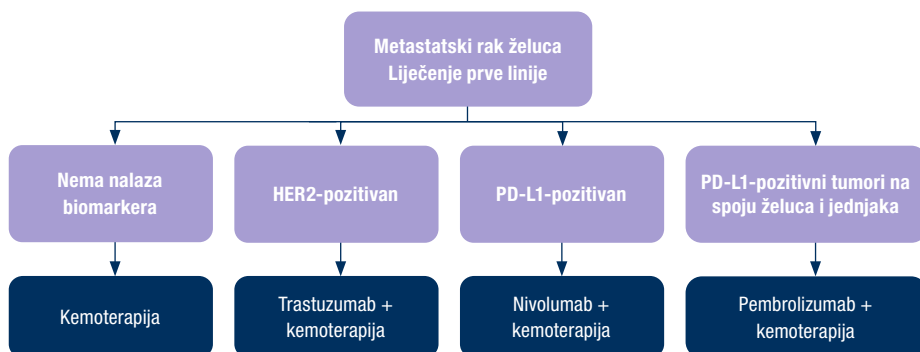 Metastatski rak želuca
Liječenje prve linije
Nema nalaza
biomarkera
HER2-pozitivan
PD-L1-pozitivan
PD-L1-pozitivni tumori na
spoju želuca i jednjaka
Kemoterapija
Trastuzumab +
kemoterapija
Nivolumab +
kemoterapija
Pembrolizumab +
kemoterapija